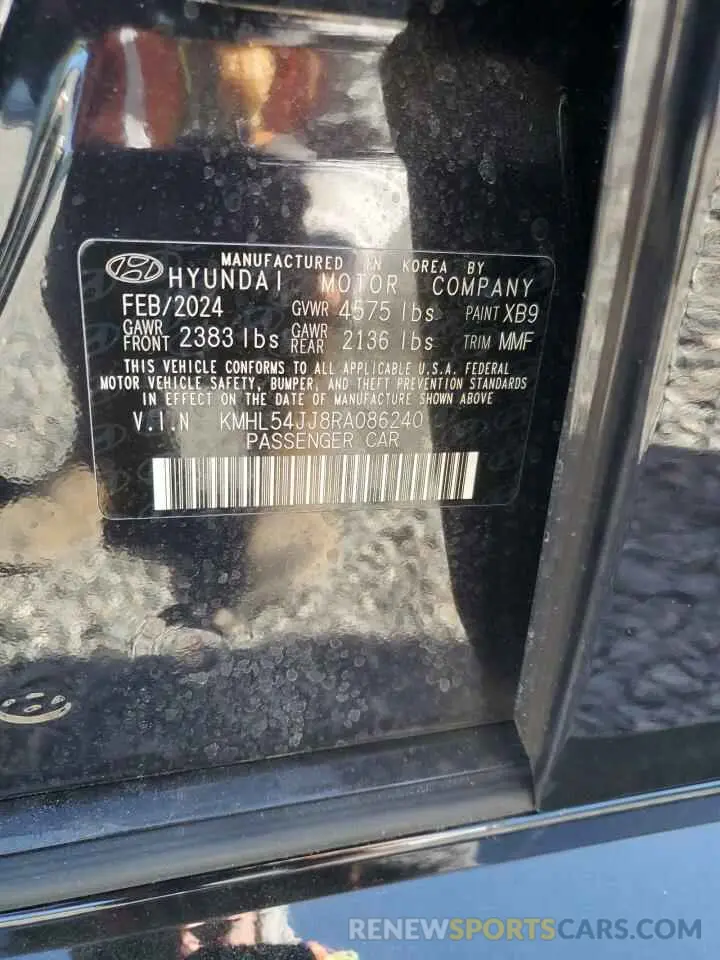 MANUFACTURED IN KOREA BY
HYUNDAI MOTOR COMPANY
FEB/2024 GVWR 4575 lbs PAINT XB9
GAWR FRONT 2383 lbs GAWR REAR 2136 lbs TRIM MMF
THIS VEHICLE CONFORMS TO ALL APPLICABLE U.S.A. FEDERAL
MOTOR VEHICLE SAFETY, BUMPER, AND THEFT PREVENTION STANDARDS
IN EFFECT ON THE DATE OF MANUFACTURE SHOWN ABOVE
V.I.N KMHL54JJ8RA086240
PASSENGER CAR
RENEWSPORTSCARS.COM